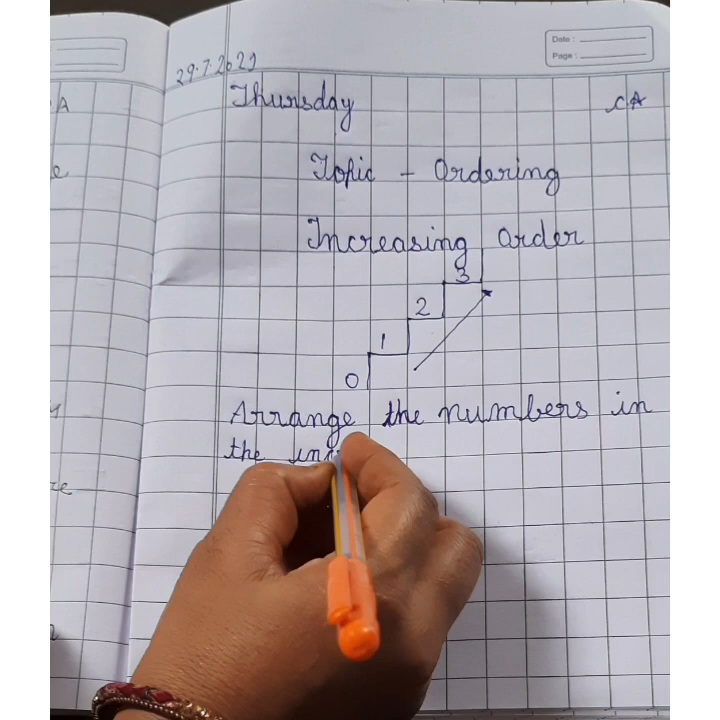 29.7.2021
Date :
Page :
Thursday
CA
Topic - Ordering
Increasing order
3
2
1
0
Arrange the numbers in
the in